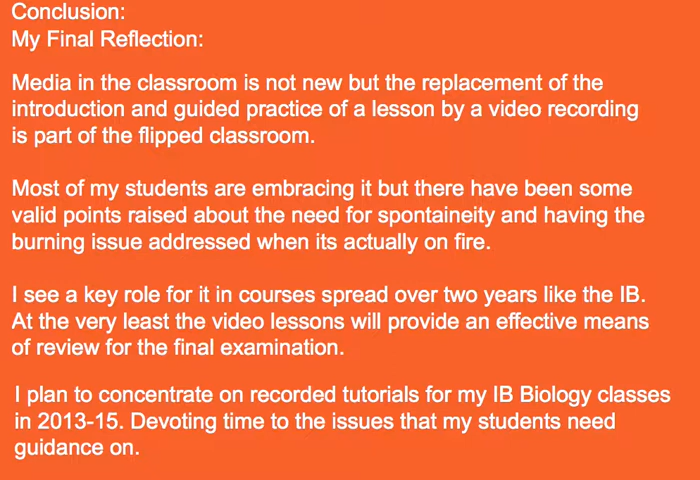 Conclusion:
My Final Reflection:
Media in the classroom is not new but the replacement of the
introduction and guided practice of a lesson by a video recording
is part of the flipped classroom.
Most of my students are embracing it but there have been some
valid points raised about the need for spontaineity and having the
burning issue addressed when its actually on fire.
I see a key role for it in courses spread over two years like the IB.
At the very least the video lessons will provide an effective means
of review for the final examination.
I plan to concentrate on recorded tutorials for my IB Biology classes
in 2013-15. Devoting time to the issues that my students need
guidance on.